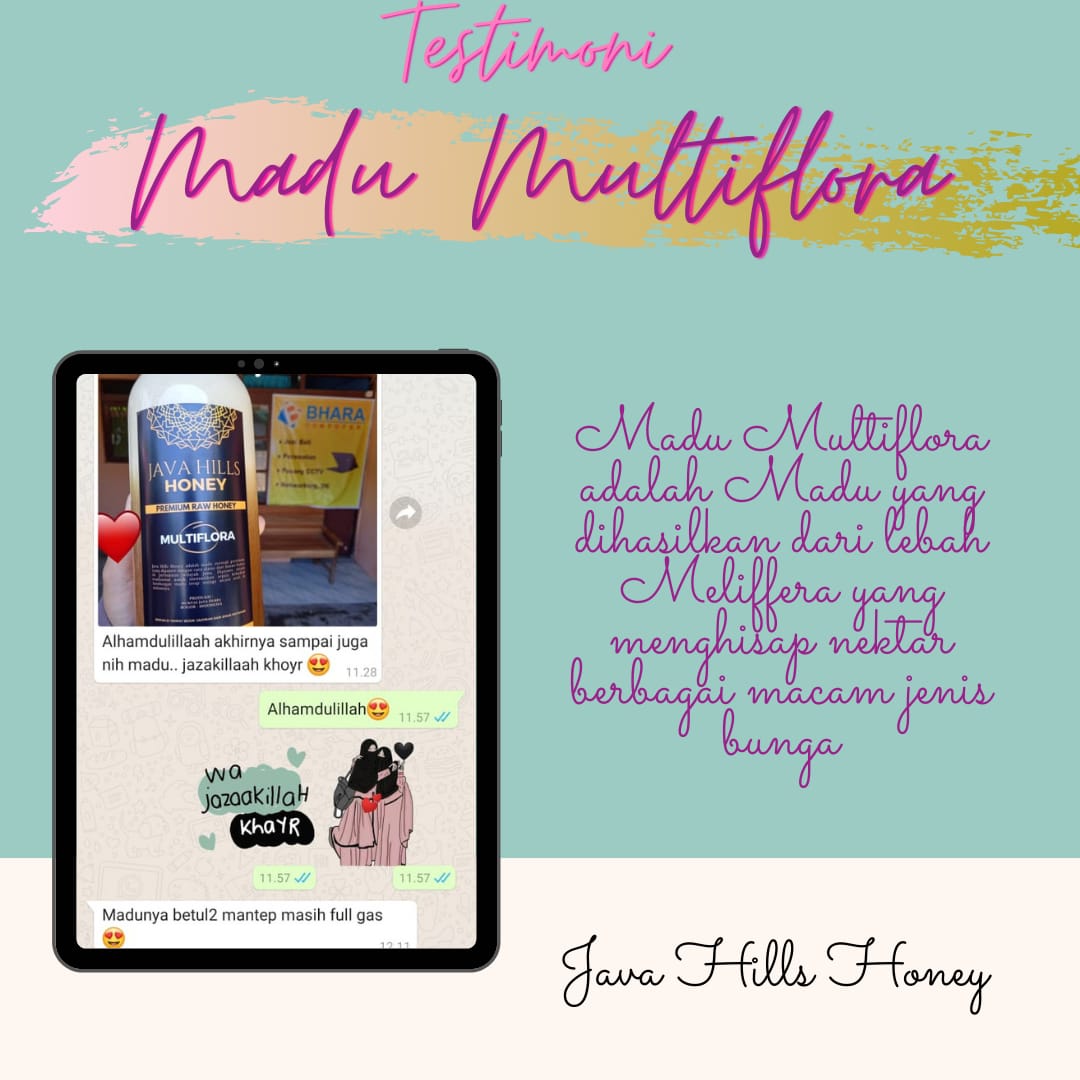 Testimoni
Madu Multiflora
BHARA
JAVA HILLS
HONEY
PREMIUM RAW HONEY
MULTIFLORA
Alhamdulillaah akhirnya sampai juga
nih madu.. jazakillaah khoyr 😍 11.28
Alhamdulillah😍 11.57
wa
jazaakillah
KhaYR
11.57
11.57
Madunya betul2 mantep masih full gas
😍 12.11
Madu Multiflora
adalah Madu yang
dihasilkan dari lebah
Meliffera yang
menghisap nektar
berbagai macam jenis
bunga
Java Hills Honey